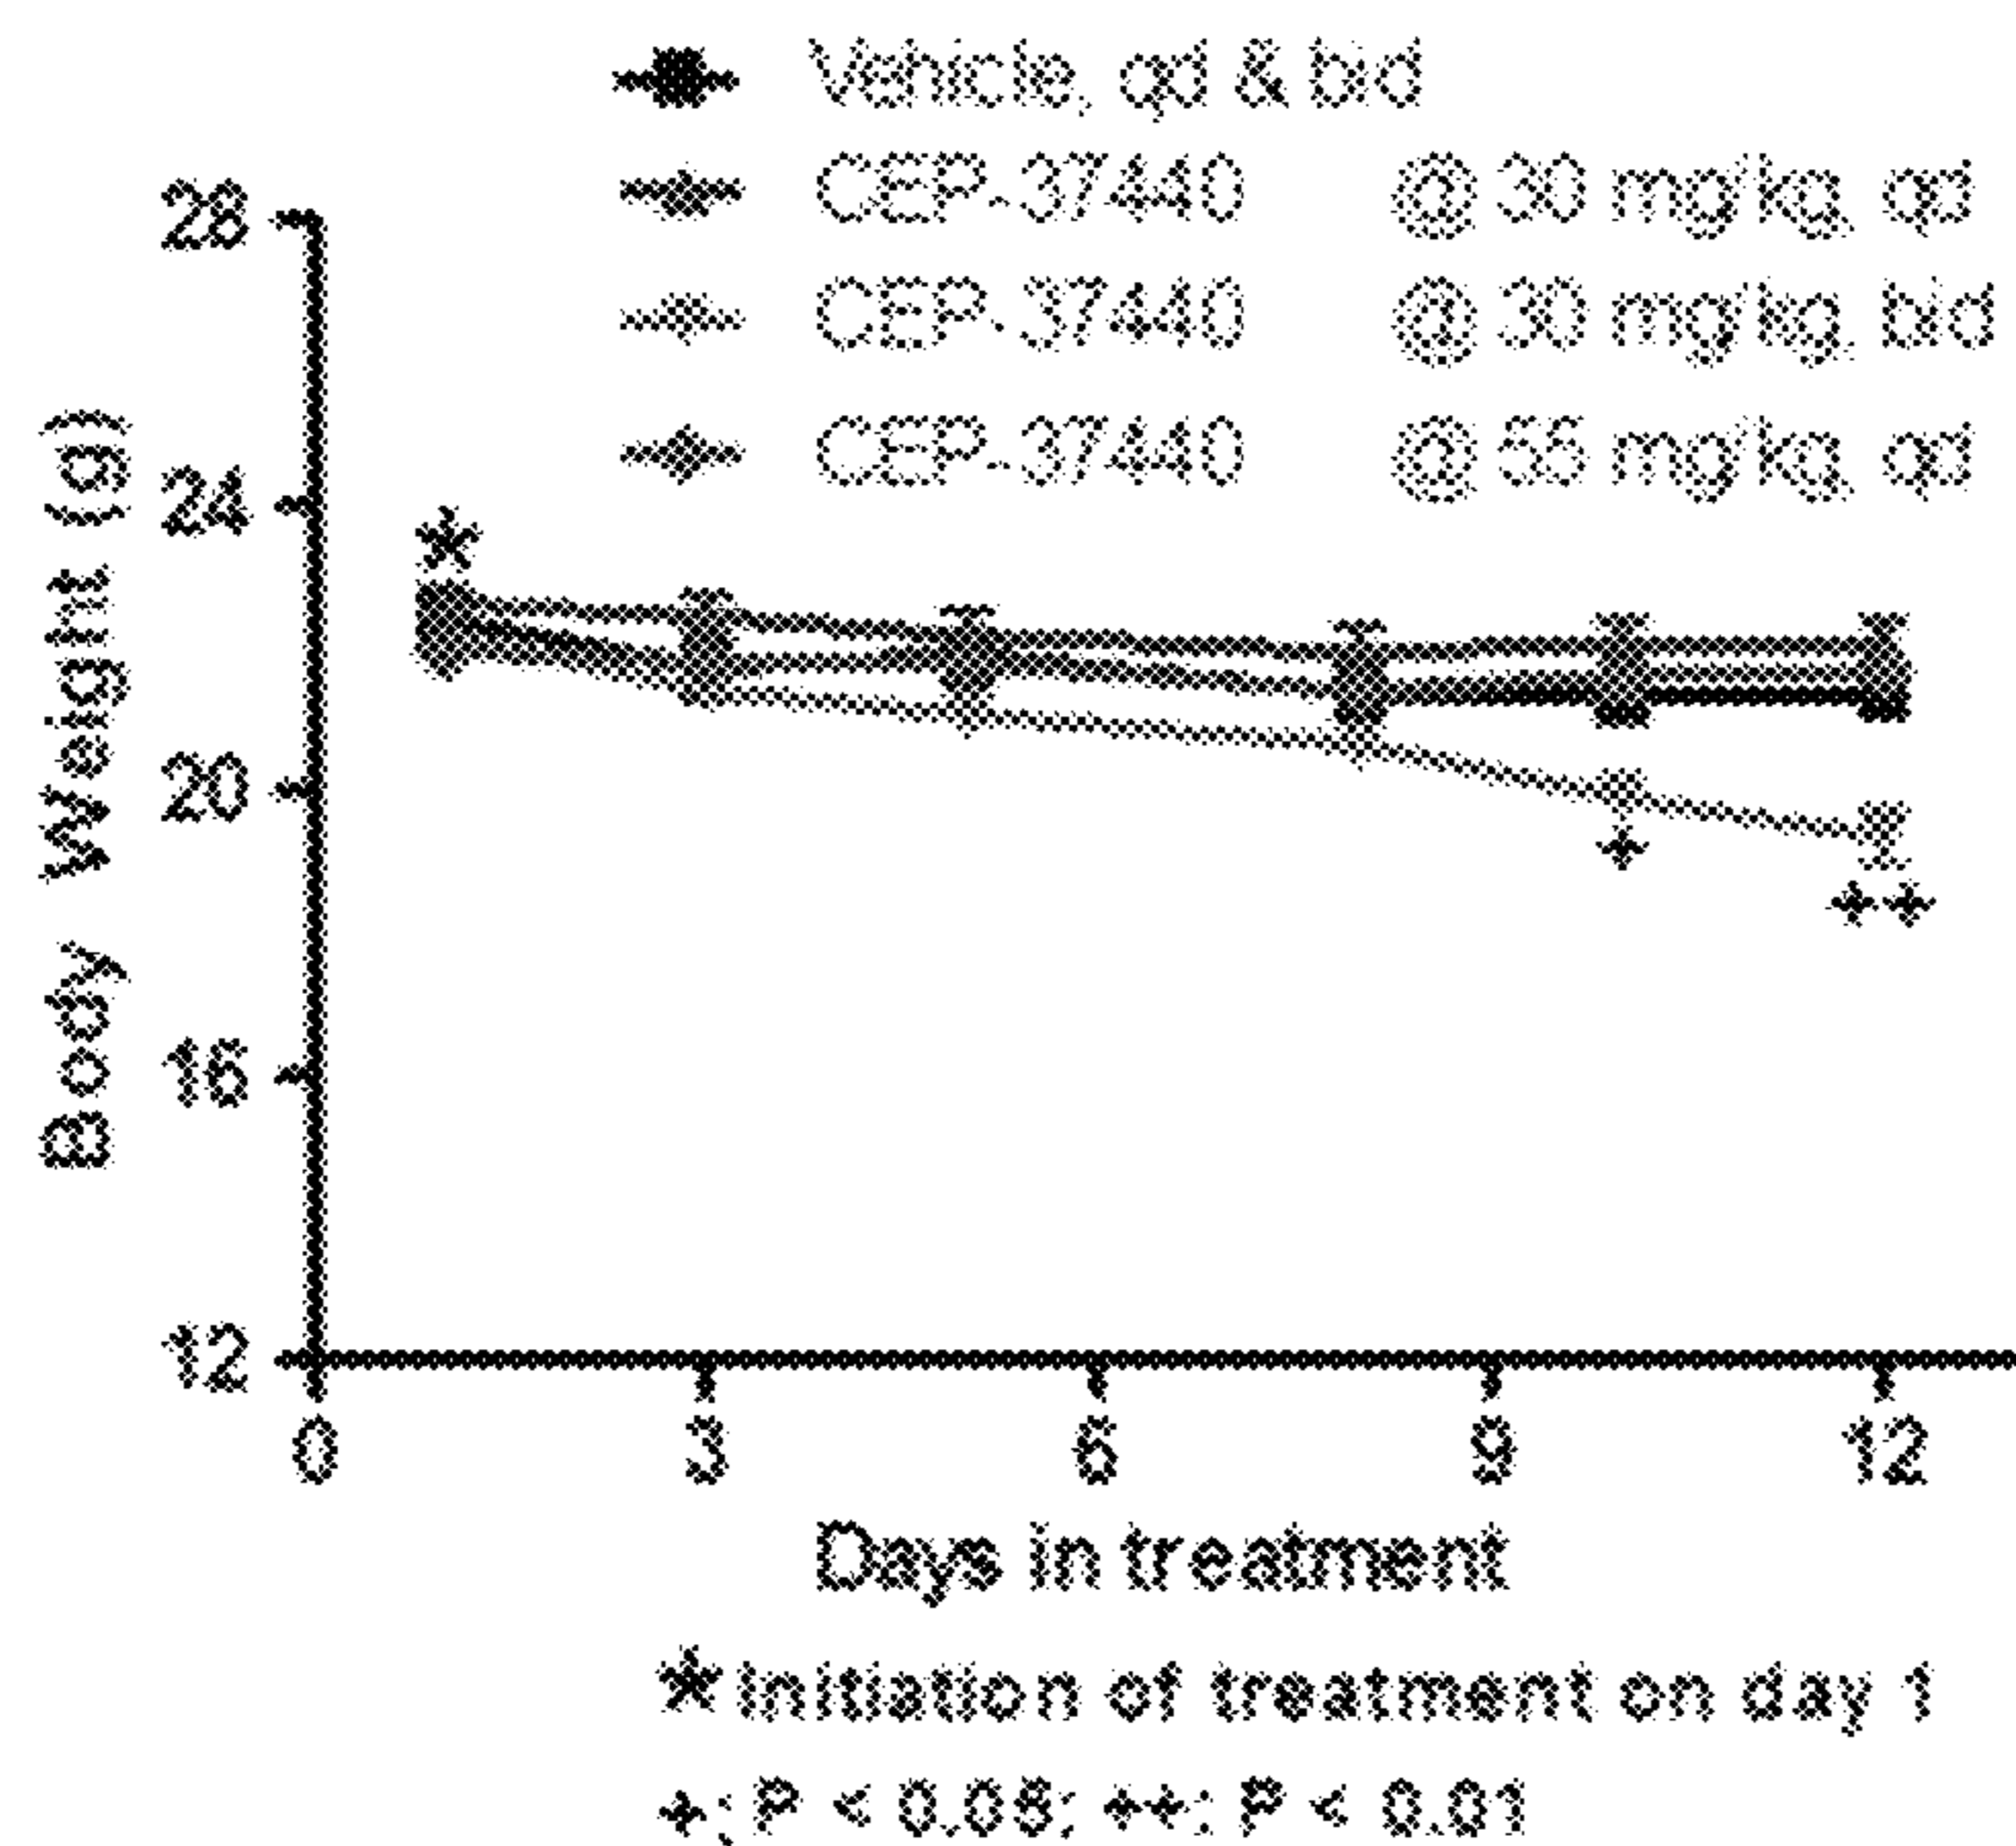 Vehicle, qd & bid
CEP-37440 @ 30 mg/kg, qd
CEP-37440 @ 30 mg/kg, bid
CEP-37440 @ 55 mg/kg, qd
Body Weight (g)
28
24
20
16
12
0 3 6 9 12
Days in treatment
* Initiation of treatment on day 1
+: P < 0.05; ++: P < 0.01